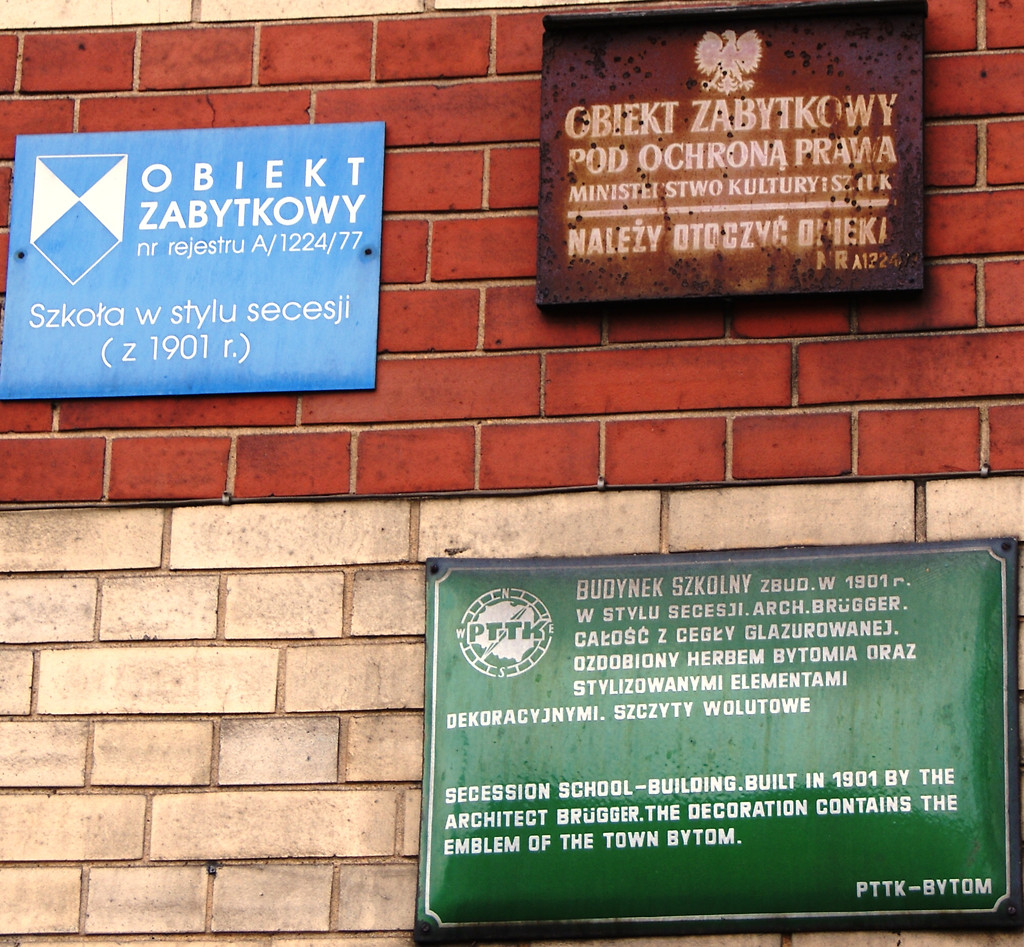 OBIEKT
ZABYTKOWY
nr rejestru A/1224/77
Szkoła w stylu secesji
(z 1901 r.)
OBIEKT ZABYTKOWY
POD OCHRONĄ PRAWA
MINISTERSTWO KULTURY i SZTUK
NALEŻY OTOCZYĆ OPIEKĄ
NR A1224/
N
W PTTK E
S
BUDYNEK SZKOLNY ZBUD. W 1901 r.
W STYLU SECESJI. ARCH. BRÜGGER.
CAŁOŚĆ Z CEGŁY GLAZUROWANEJ.
OZDOBIONY HERBEM BYTOMIA ORAZ
STYLIZOWANYMI ELEMENTAMI
DEKORACYJNYMI. SZCZYTY WOLUTOWE
SECESSION SCHOOL-BUILDING.BUILT IN 1901 BY THE
ARCHITECT BRÜGGER.THE DECORATION CONTAINS THE
EMBLEM OF THE TOWN BYTOM.
PTTK-BYTOM